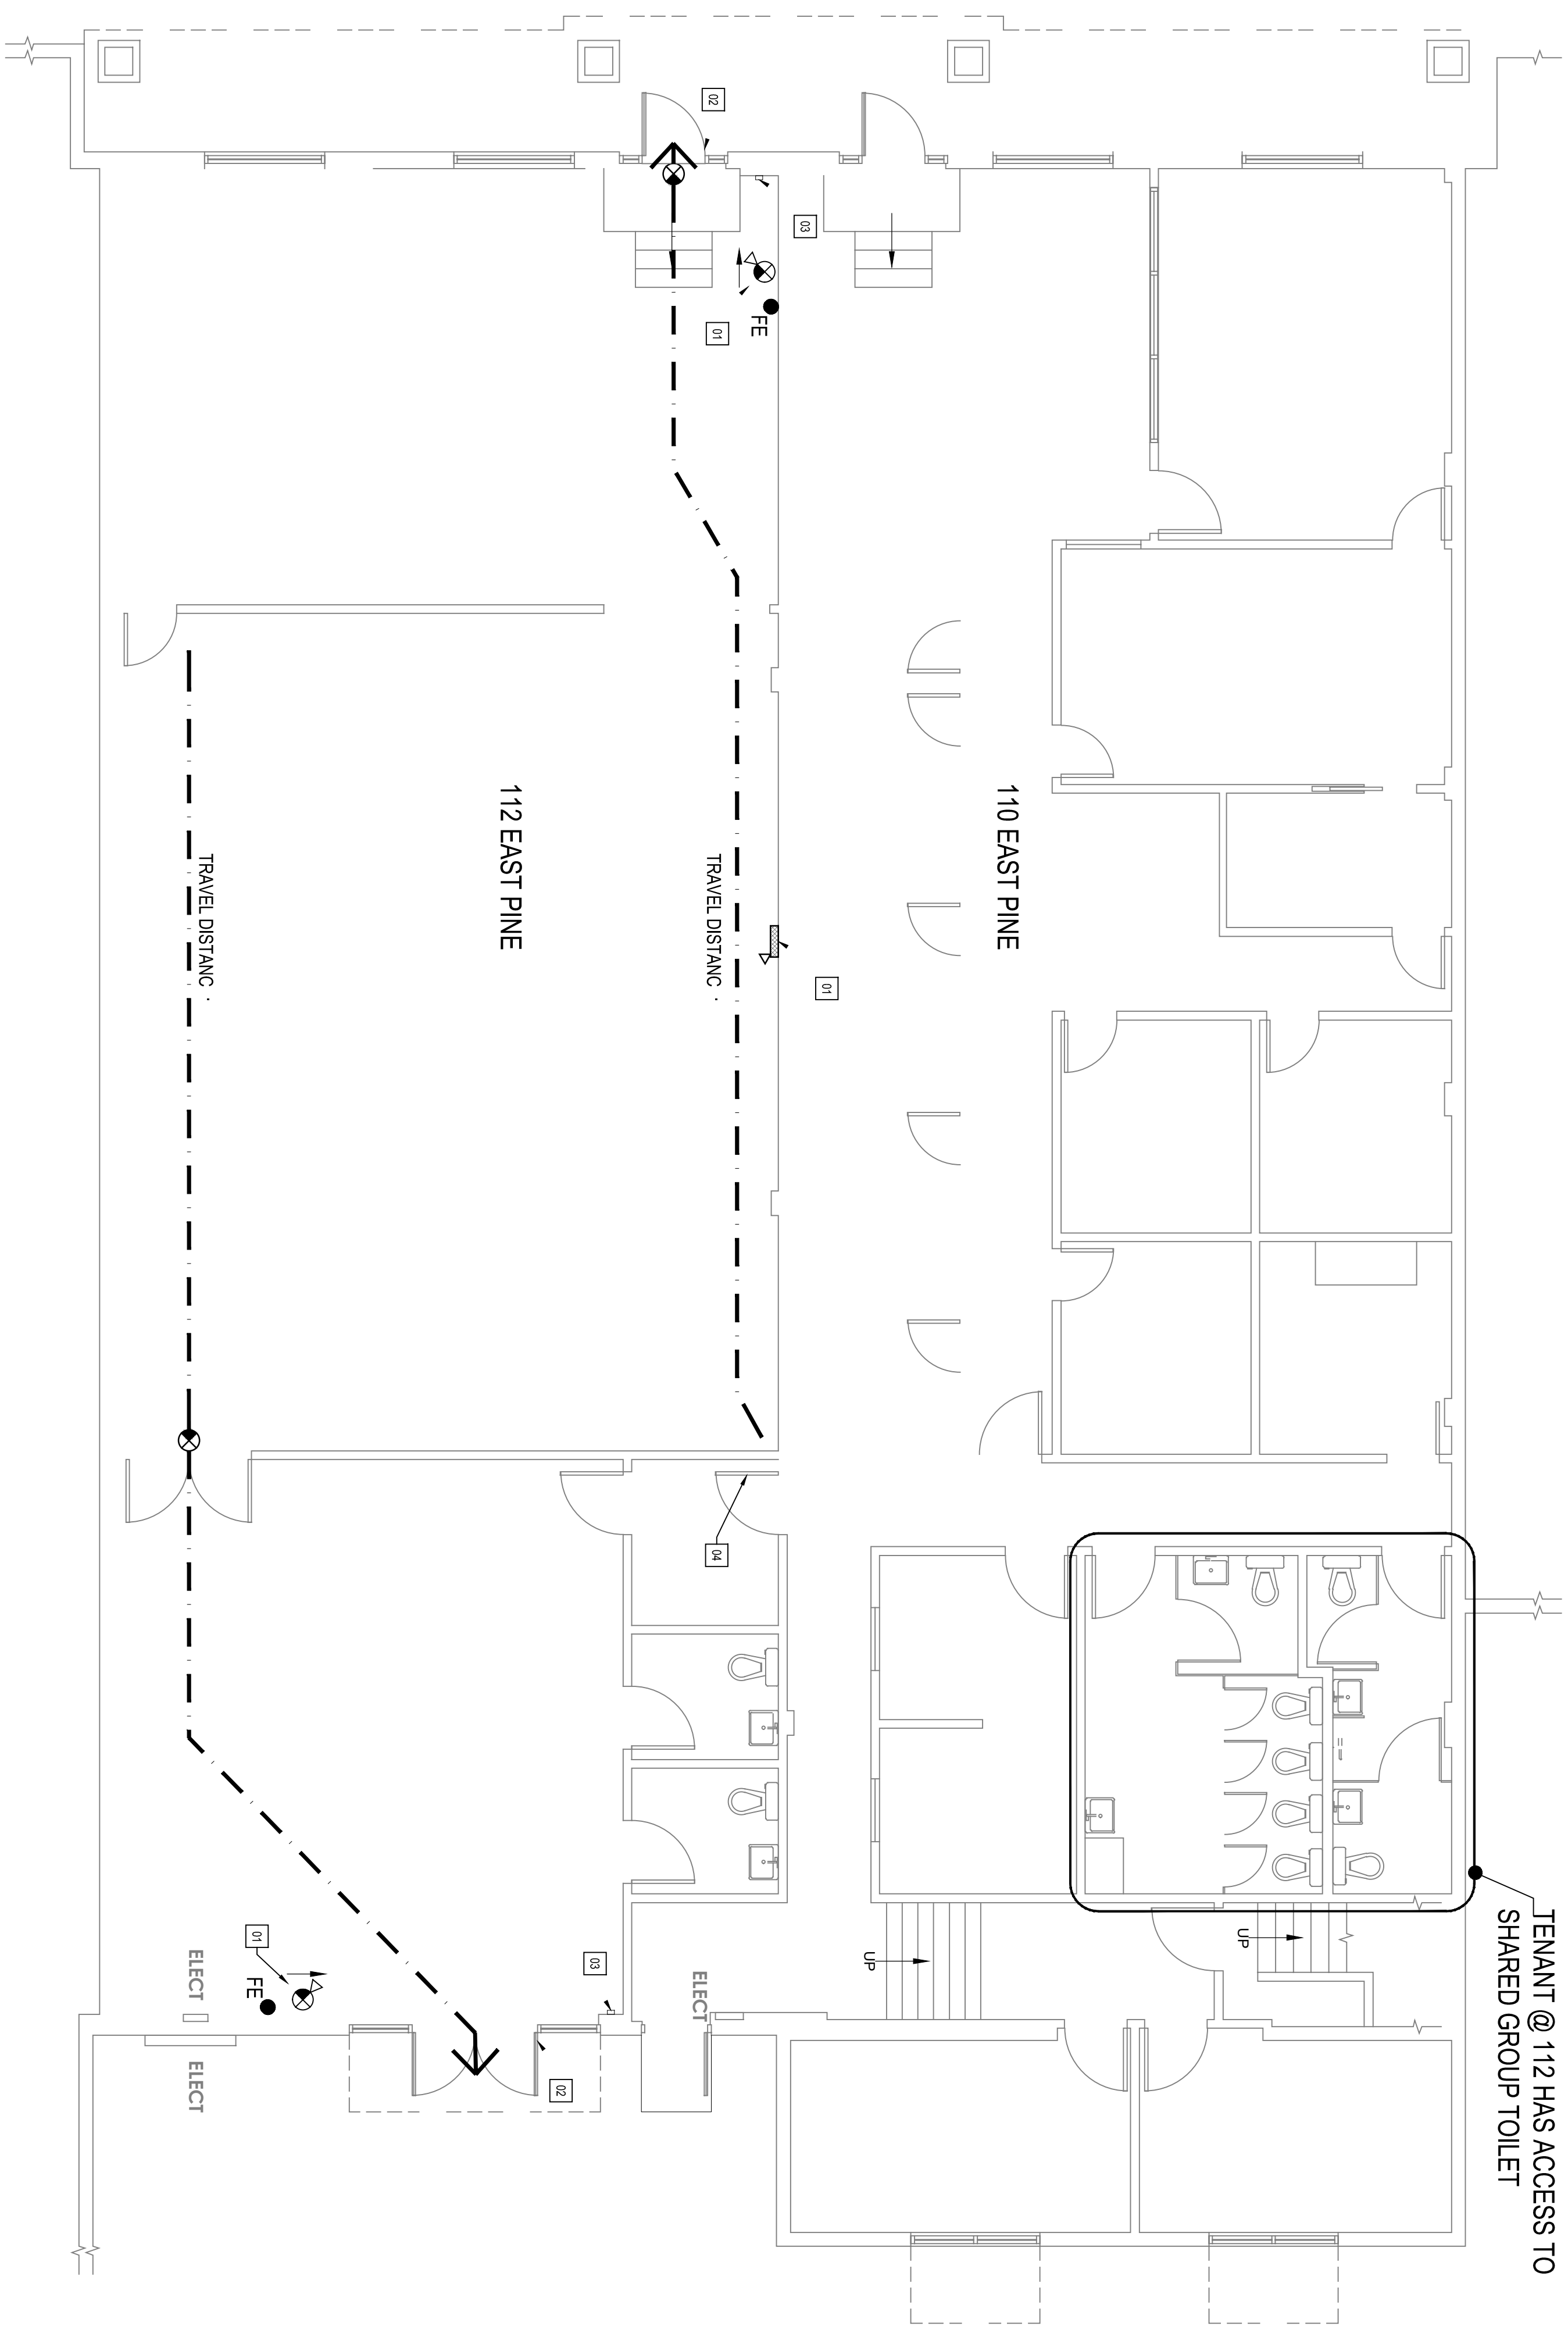 TENANT @ 112 HAS ACCESS TO
SHARED GROUP TOILET
UP
110 EAST PINE
UP
01
03
FE
02
01
TRAVEL DISTANC
04
ELECT
03
02
112 EAST PINE
01
FE
TRAVEL DISTANC
ELECT
ELECT